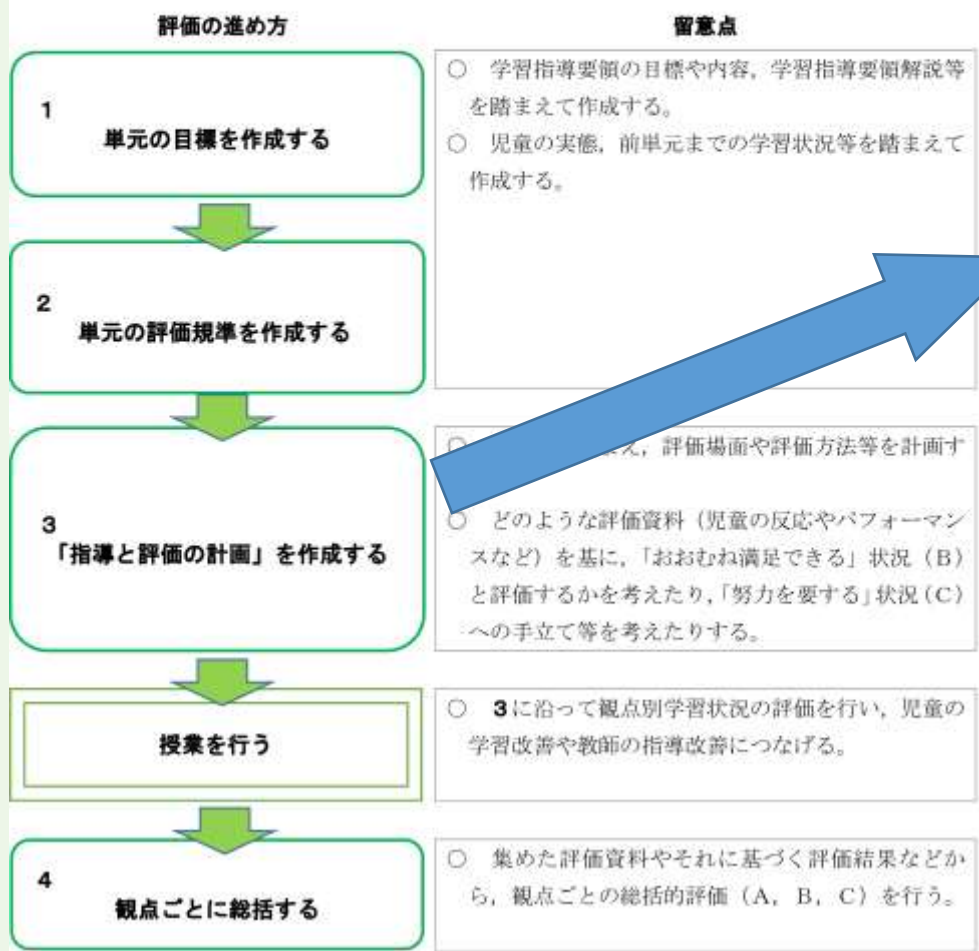 評価の進め方
留意点
1
単元の目標を作成する
○ 学習指導要領の目標や内容，学習指導要領解説等
を踏まえて作成する。
○ 児童の実態，前単元までの学習状況等を踏まえて
作成する。
2
単元の評価規準を作成する
3
「指導と評価の計画」を作成する
○ え，評価場面や評価方法等を計画す
○ どのような評価資料（児童の反応やパフォーマン
スなど）を基に，「おおむね満足できる」状況（B）
と評価するかを考えたり，「努力を要する」状況（C）
への手立て等を考えたりする。
授業を行う
○ 3に沿って観点別学習状況の評価を行い，児童の
学習改善や教師の指導改善につなげる。
4
観点ごとに総括する
○ 集めた評価資料やそれに基づく評価結果などか
ら，観点ごとの総括的評価（A，B，C）を行う。